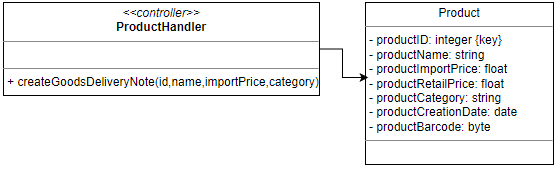 <<controller>>
ProductHandler
+ createGoodsDeliveryNote(id,name,importPrice,category)
Product
- productID: integer {key}
- productName: string
- productImportPrice: float
- productRetailPrice: float
- productCategory: string
- productCreationDate: date
- productBarcode: byte